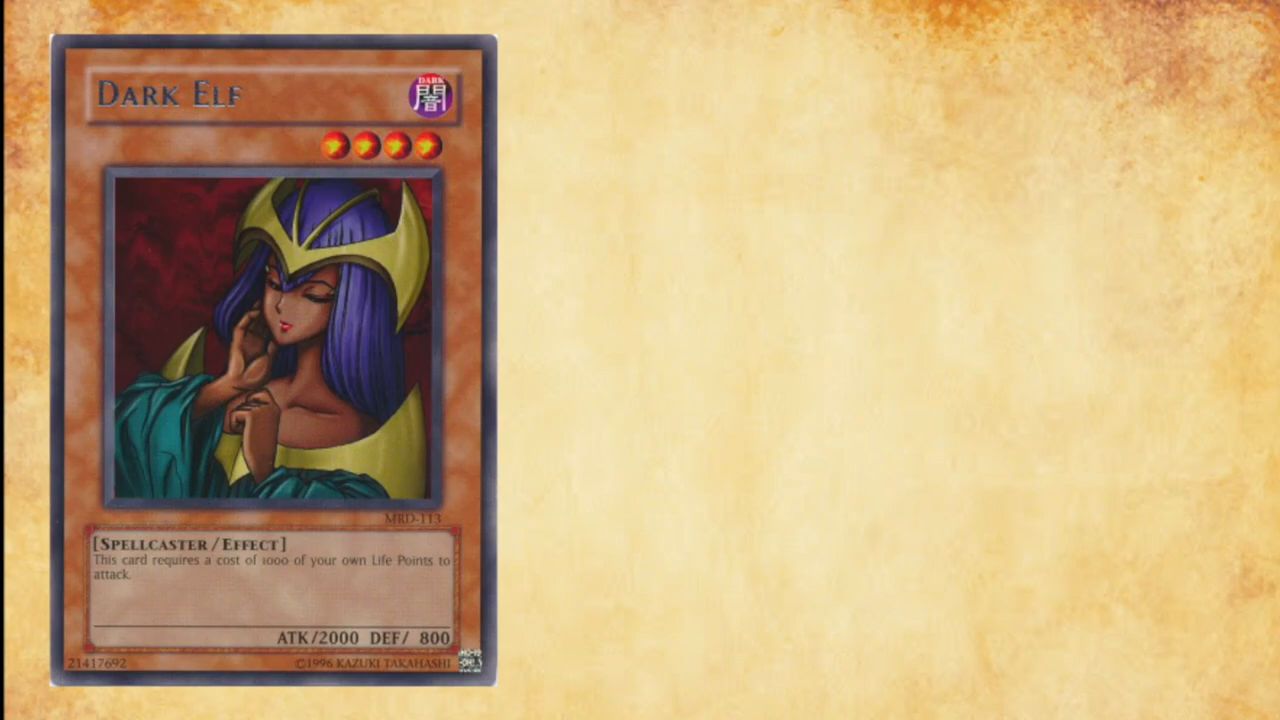 DARK ELF
DARK
闇
MRD-113
[SPELLCASTER/EFFECT]
This card requires a cost of 1000 of your own Life Points to
attack.
ATK/2000 DEF/ 800
21417692
©1996 KAZUKI TAKAHASHI